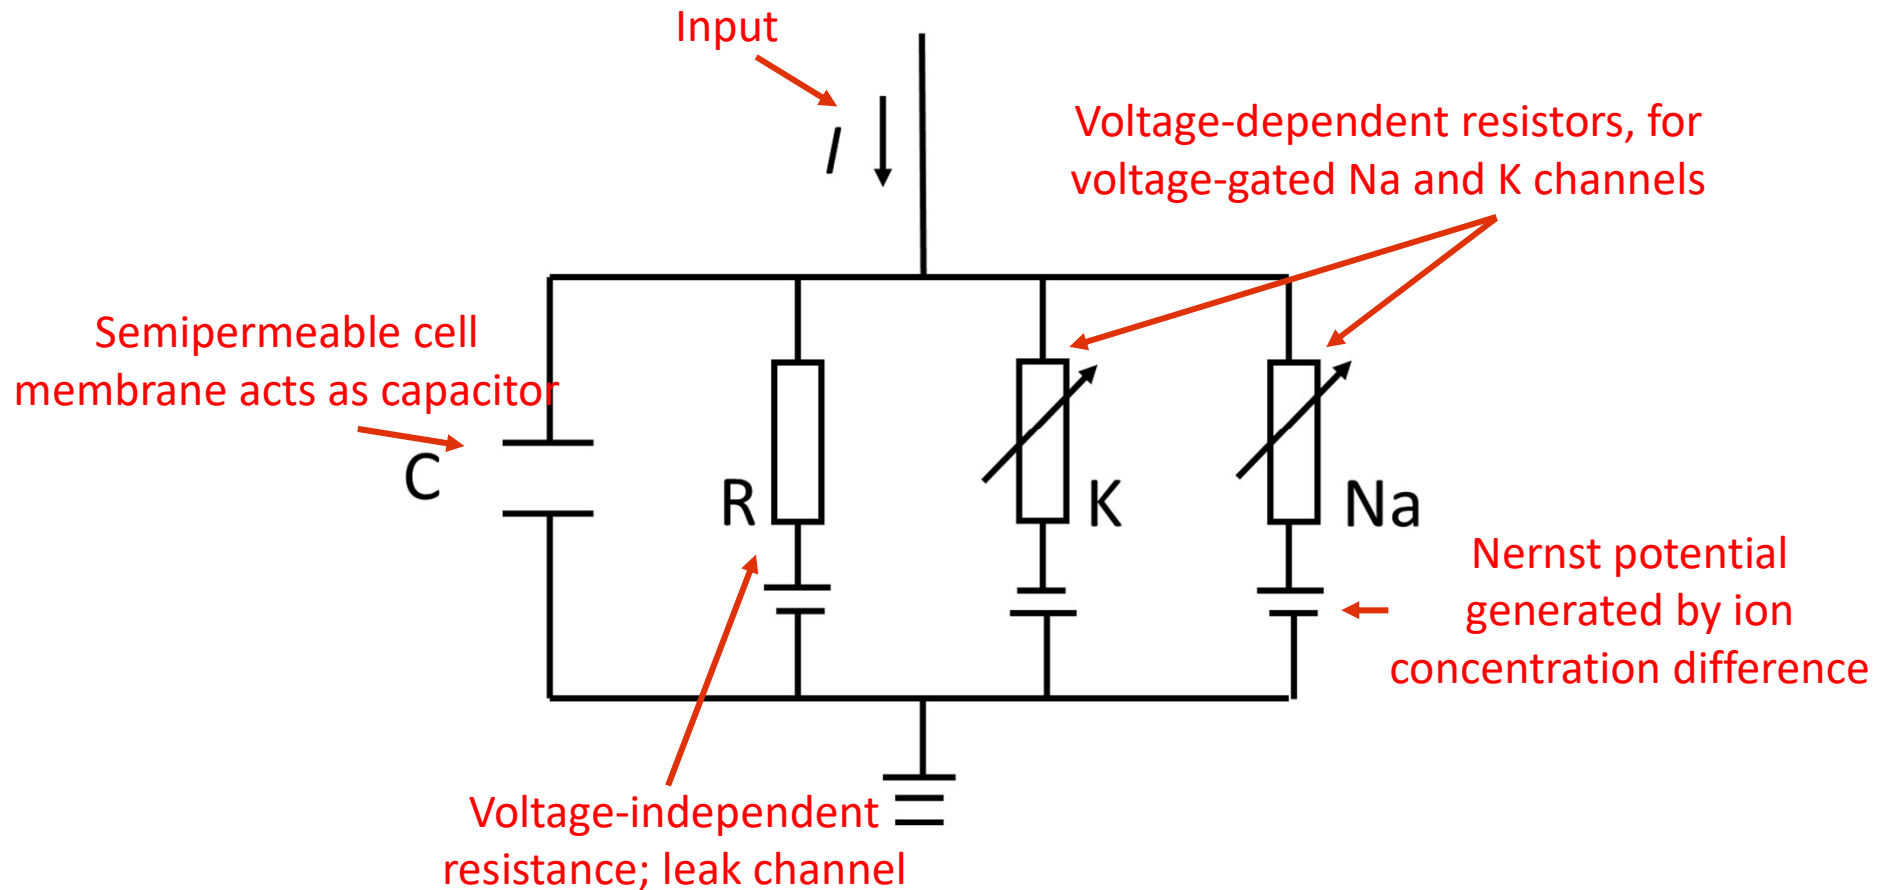 Input
I
Voltage-dependent resistors, for
voltage-gated Na and K channels
Semipermeable cell
membrane acts as capacitor
C
R
K
Na
Nernst potential
generated by ion
concentration difference
Voltage-independent
resistance; leak channel